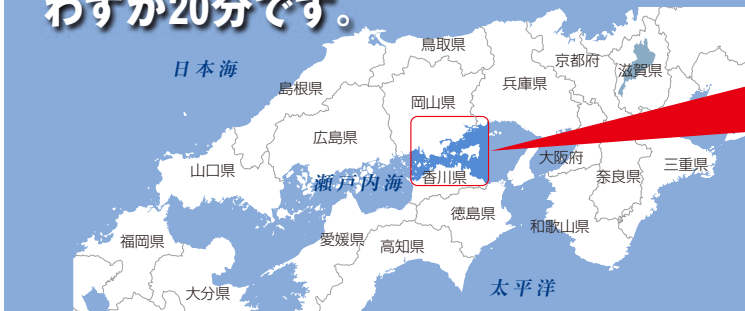 わずか20分です。
鳥取県
京都府
日本海
滋賀県
島根県
兵庫県
岡山県
広島県
大阪府
山口県
三重県
瀬戸内海
香川県
奈良県
徳島県
和歌山県
福岡県
愛媛県
高知県
大分県
太平洋